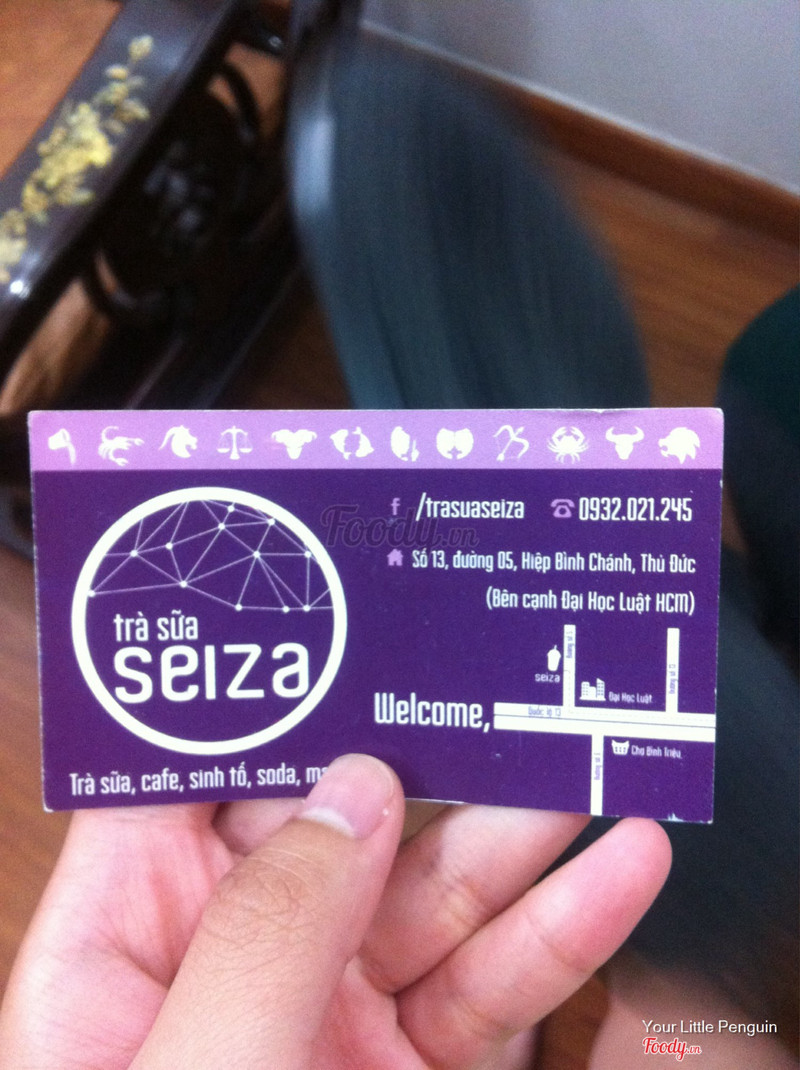 /trasuaseiza 0932.021.245
Số 13, đường 05, Hiệp Bình Chánh, Thủ Đức
(Bên cạnh Đại Học Luật HCM)
trà sữa
seiza
seiza
Đại Học Luật
Welcome,
Quốc lộ 13
Chợ Bình Triệu
Trà sữa, cafe, sinh tố, soda,
Foody.vn
Your Little Penguin
Foody.vn